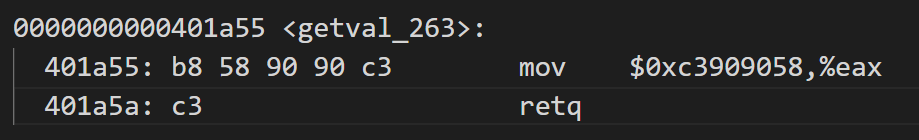 0000000000401a55 <getval_263>:
401a55: b8 58 90 90 c3 mov $0xc3909058,%eax
401a5a: c3 retq